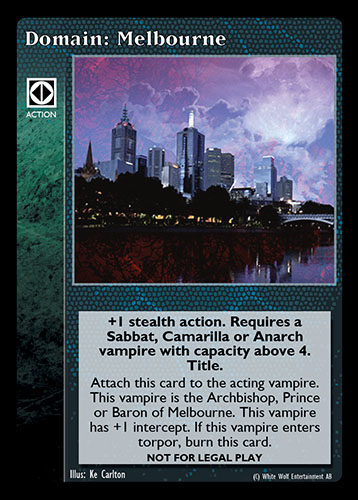 Domain: Melbourne
ACTION
+1 stealth action. Requires a
Sabbat, Camarilla or Anarch
vampire with capacity above 4.
Title.
Attach this card to the acting vampire.
This vampire is the Archbishop, Prince
or Baron of Melbourne. This vampire
has +1 intercept. If this vampire enters
torpor, burn this card.
NOT FOR LEGAL PLAY
Illus: Ke Carlton
(C) White Wolf Entertainment AB